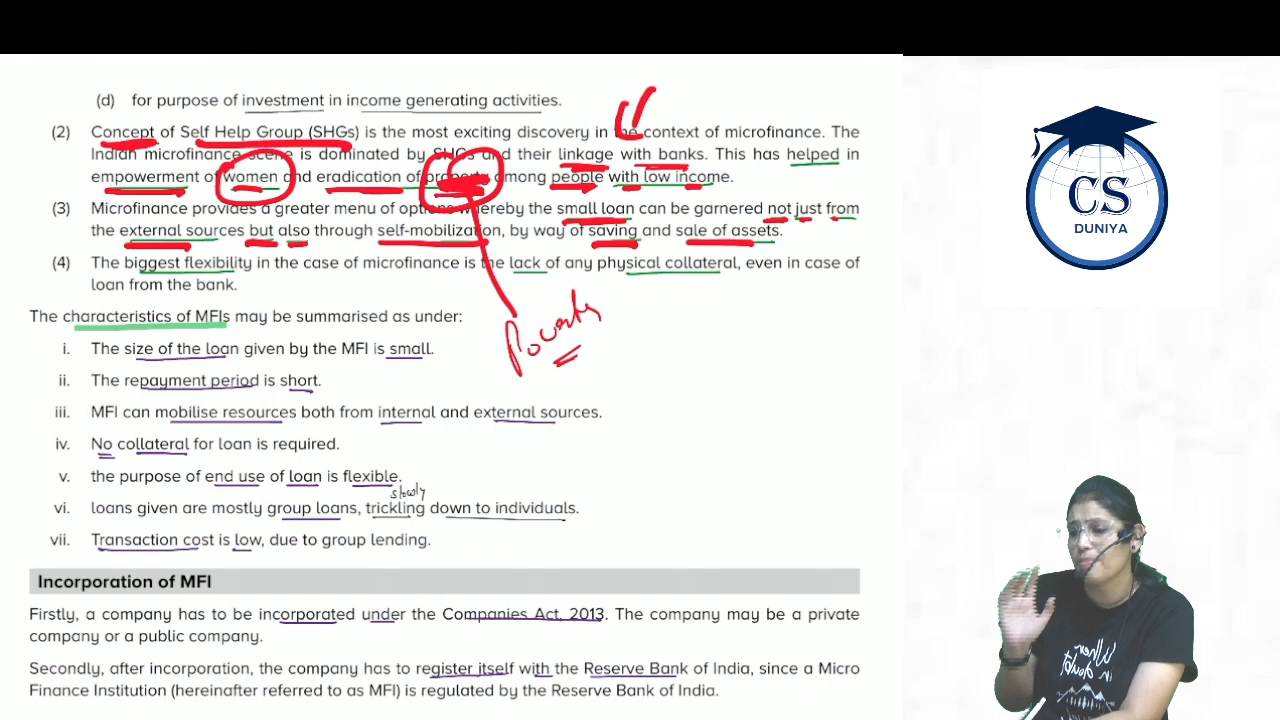 (d) for purpose of investment in income generating activities.
(2) Concept of Self Help Group (SHGs) is the most exciting discovery in the context of microfinance. The
Indian microfinance scene is dominated by SHGs and their linkage with banks. This has helped in
empowerment of women and eradication of among people with low income.
(3) Microfinance provides a greater menu of options whereby the small loan can be garnered not just from
the external sources but also through self-mobilization, by way of saving and sale of assets.
(4) The biggest flexibility in the case of microfinance is the lack of any physical collateral, even in case of
loan from the bank.
Poverty
The characteristics of MFIs may be summarised as under:
i. The size of the loan given by the MFI is small.
ii. The repayment period is short.
iii. MFI can mobilise resources both from internal and external sources.
iv. No collateral for loan is required.
v. the purpose of end use of loan is flexible.
slowly
vi. loans given are mostly group loans, trickling down to individuals.
vii. Transaction cost is low, due to group lending.
Incorporation of MFI
Firstly, a company has to be incorporated under the Companies Act, 2013. The company may be a private
company or a public company.
Secondly, after incorporation, the company has to register itself with the Reserve Bank of India, since a Micro
Finance Institution (hereinafter referred to as MFI) is regulated by the Reserve Bank of India.
CS
DUNIYA
When
in doubt